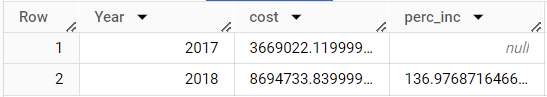 Row Year cost perc_inc
1 2017 3669022.119999... null
2 2018 8694733.839999... 136.9768716466...